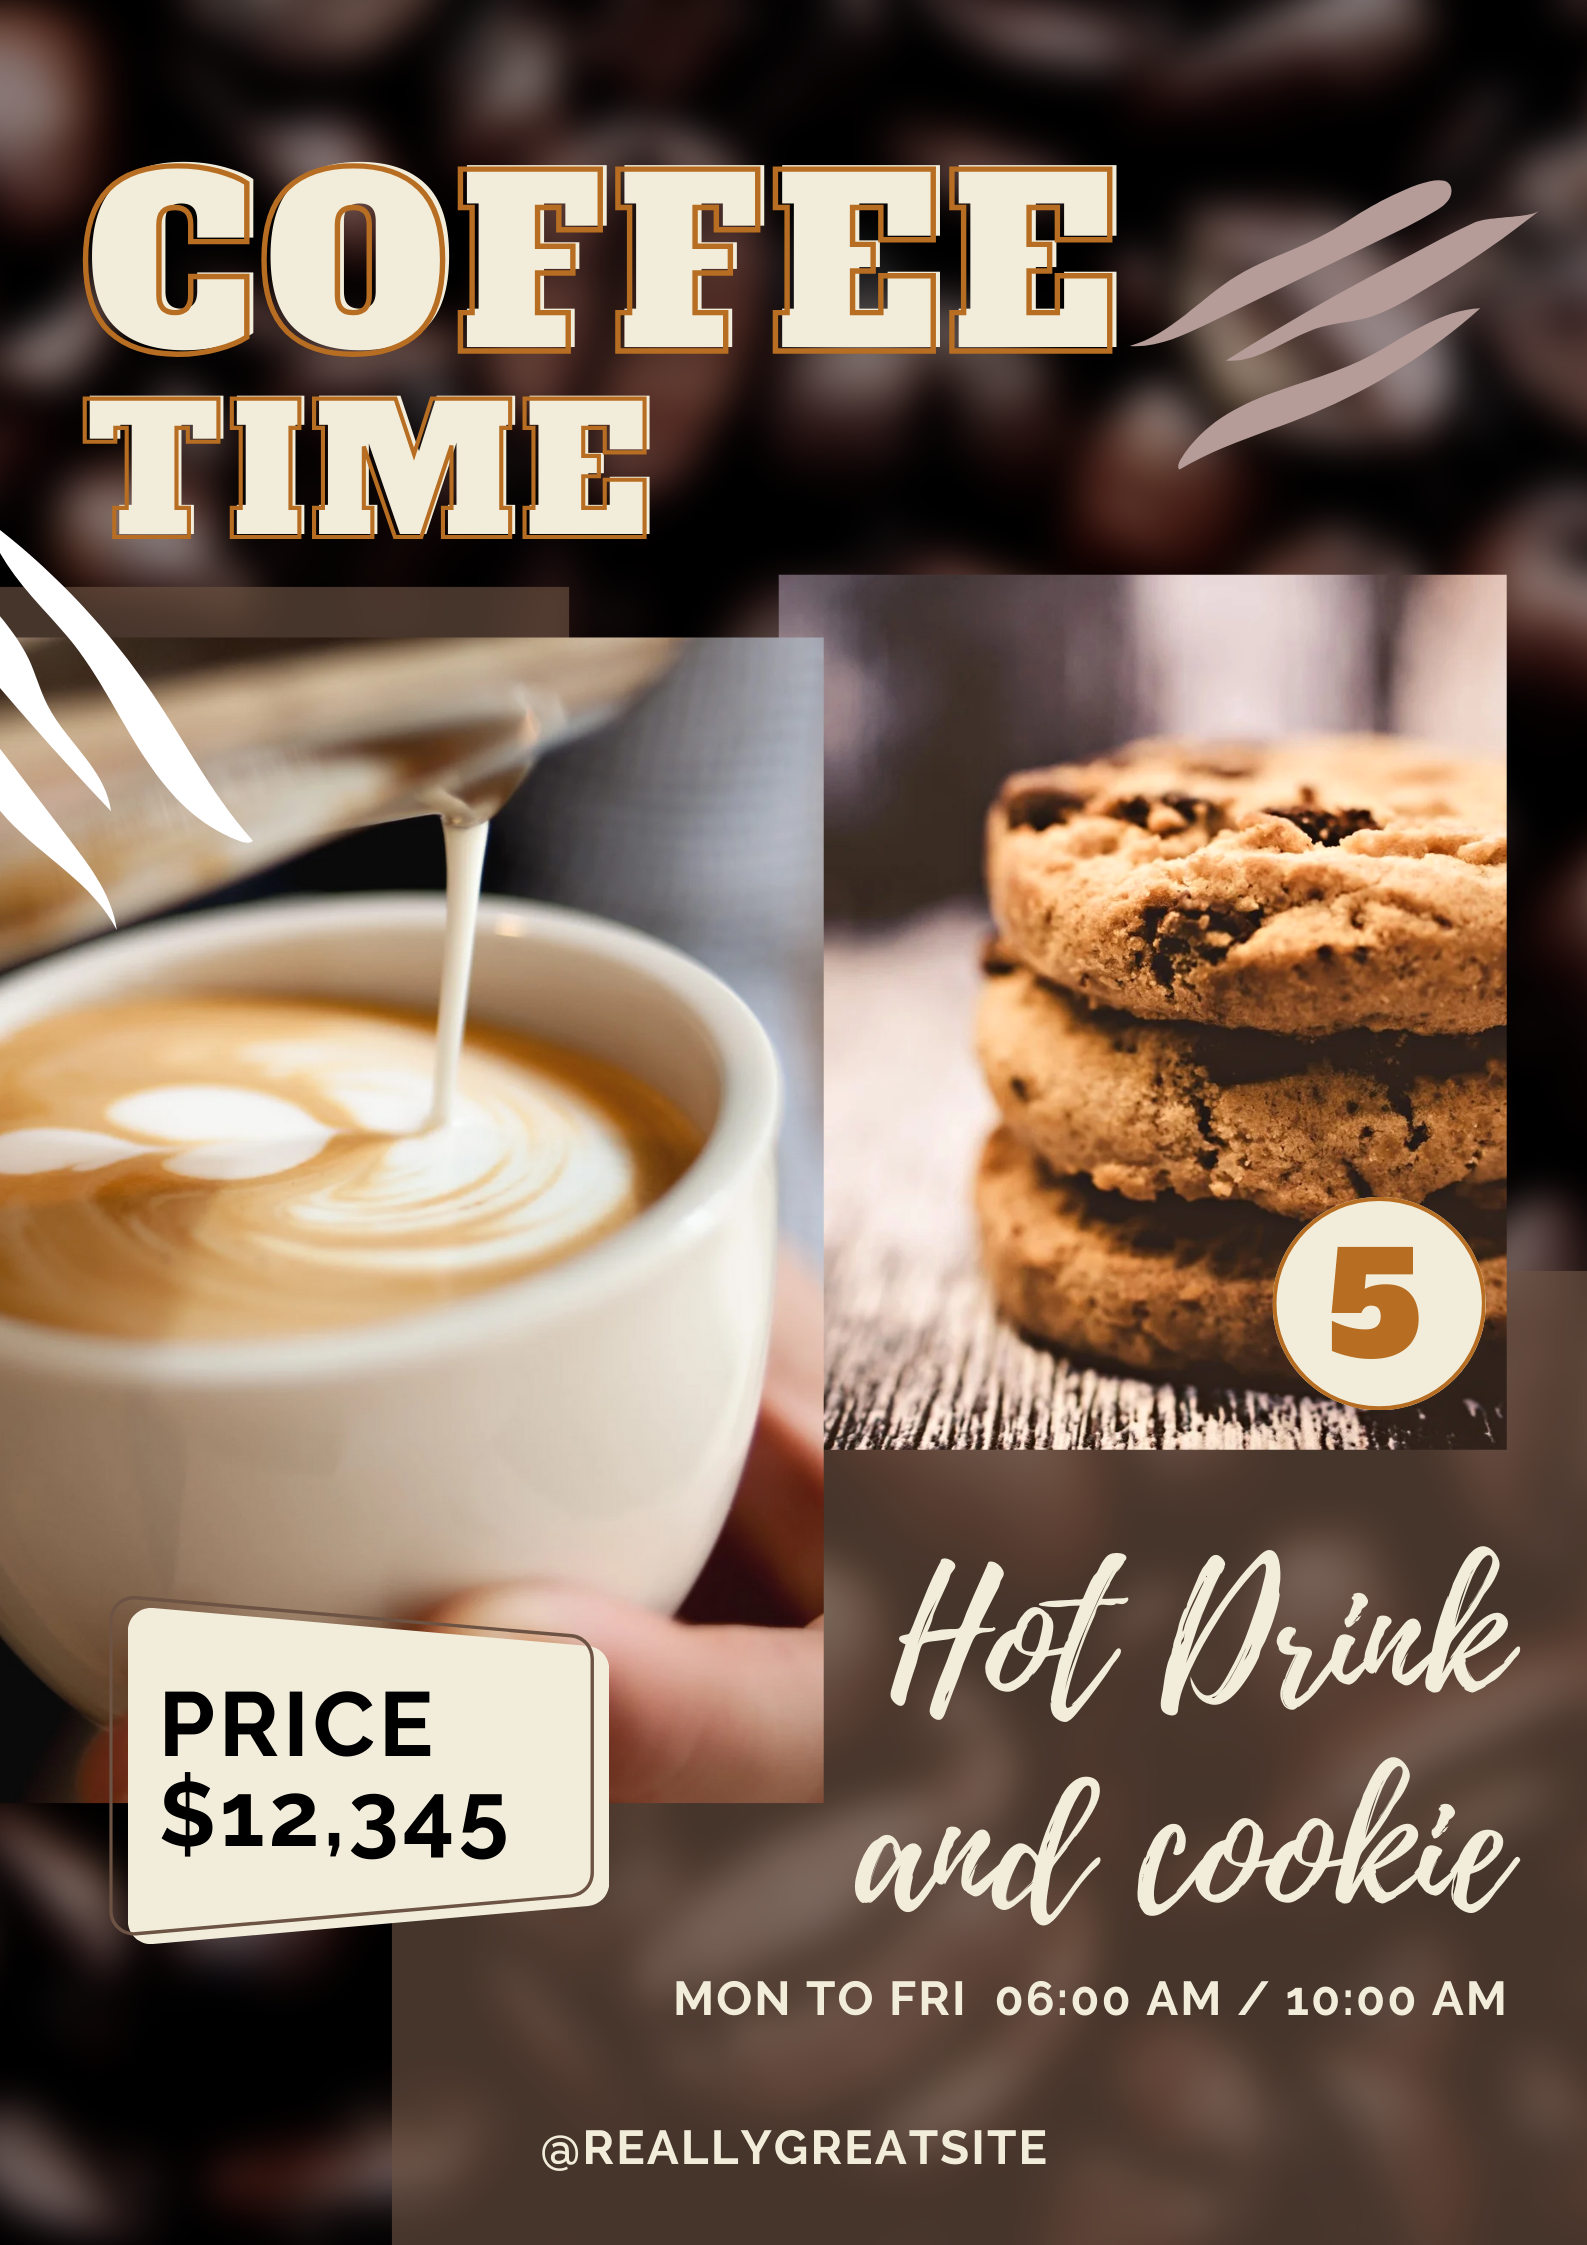 COFFEE
TIME
5
Hot Drink
and cookie
PRICE
$12,345
MON TO FRI  06:00 AM / 10:00 AM
@REALLYGREATSITE